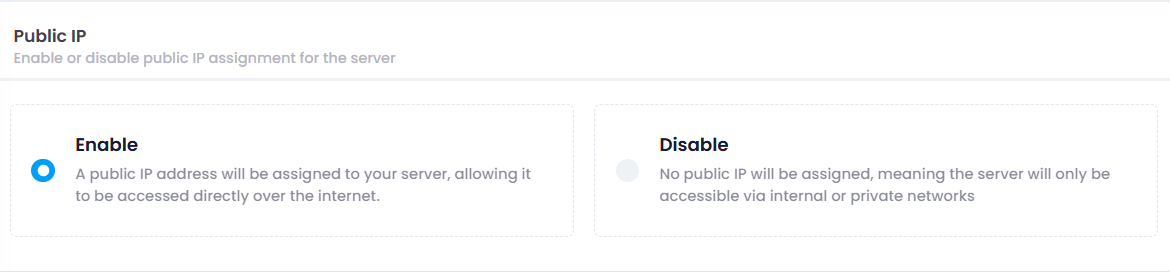 Public IP
Enable or disable public IP assignment for the server
Enable
A public IP address will be assigned to your server, allowing it
to be accessed directly over the internet.
Disable
No public IP will be assigned, meaning the server will only be
accessible via internal or private networks